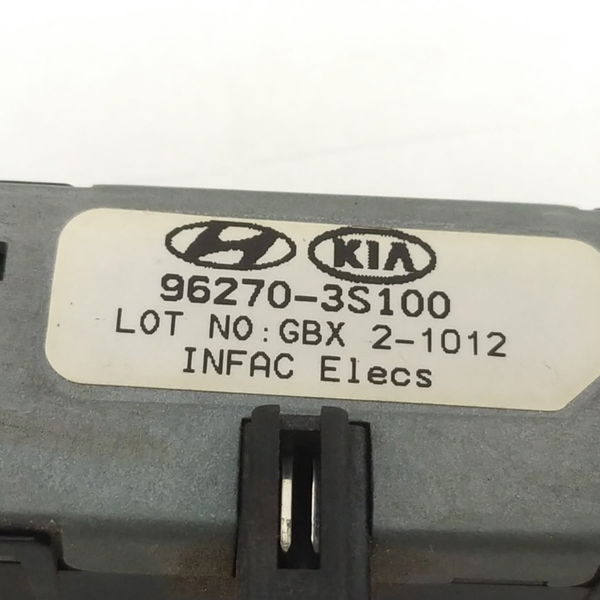 KIA
96270-3S100
LOT NO:GBX 2-1012
INFAC Elecs